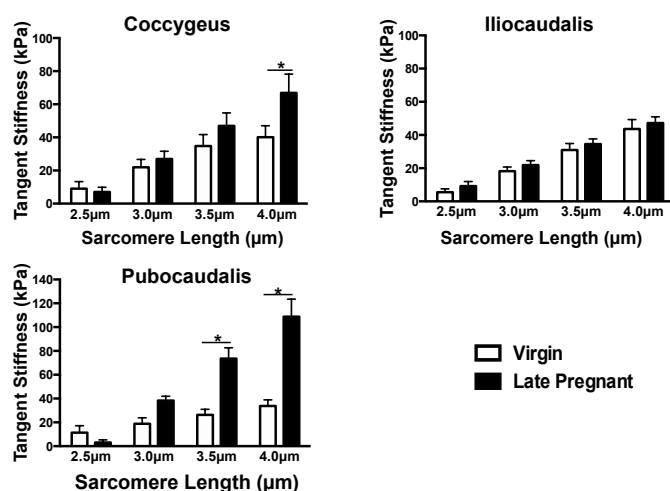 Coccygeus
Tangent Stiffness (kPa)
100
80
60
40
20
0
*
2.5µm 3.0µm 3.5µm 4.0µm
Sarcomere Length (µm)
Iliocaudalis
Tangent Stiffness (kPa)
100
80
60
40
20
0
2.5µm 3.0µm 3.5µm 4.0µm
Sarcomere Length (µm)
Pubocaudalis
Tangent Stiffness (kPa)
140
120
100
80
60
40
20
0
*
*
2.5µm 3.0µm 3.5µm 4.0µm
Sarcomere Length (µm)
Virgin
Late Pregnant